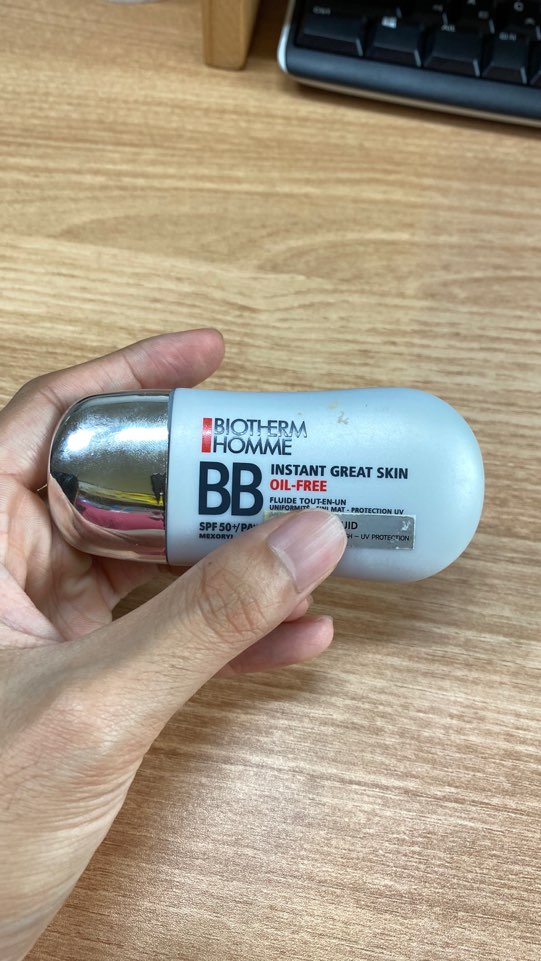 BIOTHERM
HOMME
BB
INSTANT GREAT SKIN
OIL-FREE
FLUIDE TOUT-EN-UN
UNIFORMITÉ - FINI MAT - PROTECTION UV
SPF 50+/PA
UV PROTECTION